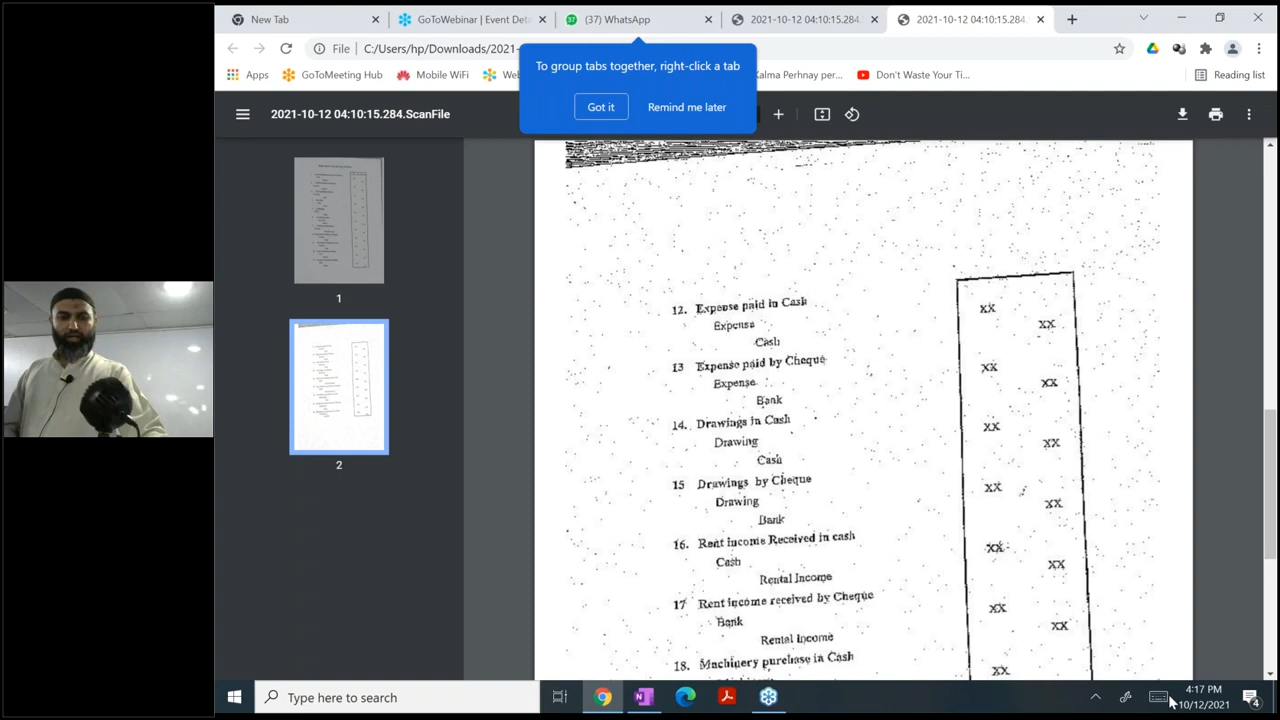 New Tab
GoToWebinar | Event Deta
(37) WhatsApp
2021-10-12 04:10:15.284.
2021-10-12 04:10:15.284.
File
C:/Users/hp/Downloads/2021-
Apps
GoToMeeting Hub
Mobile WiFi
Web
Kalma Perhnay per...
Don't Waste Your Ti...
Reading list
To group tabs together, right-click a tab
Got it
Remind me later
2021-10-12 04:10:15.284.ScanFile
1
2
12. Expense paid in Cash
Expense XX
Cash XX
13 Expense paid by Cheque
Expense XX
Bank XX
14. Drawings in Cash
Drawing XX
Cash XX
15 Drawings by Cheque
Drawing XX
Bank XX
16. Rent income Received in cash
Cash XX
Rental Income XX
17 Rent income received by Cheque
Bank XX
Rental Income XX
18. Machinery purchase in Cash
XX
Type here to search
4:17 PM
10/12/2021
4